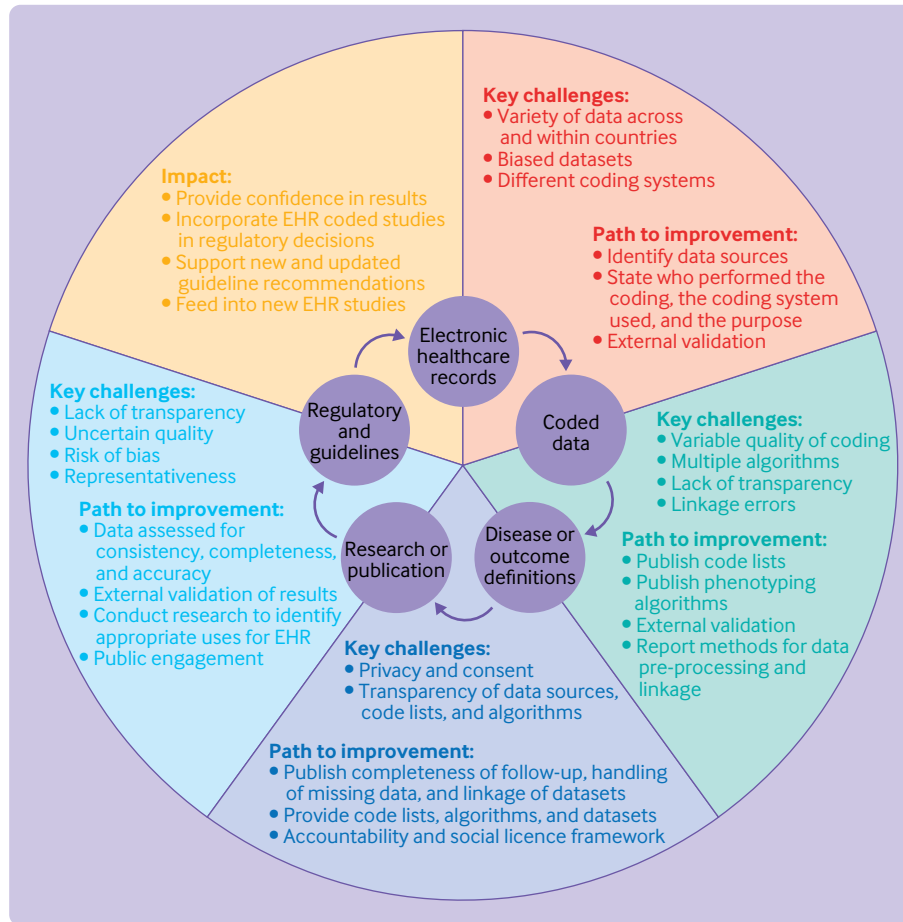 Key challenges:
• Variety of data across
and within countries
• Biased datasets
• Different coding systems
Path to improvement:
• Identify data sources
• State who performed the
coding, the coding system
used, and the purpose
• External validation
Impact:
• Provide confidence in results
• Incorporate EHR coded studies
in regulatory decisions
• Support new and updated
guideline recommendations
• Feed into new EHR studies
Electronic
healthcare
records
Regulatory
and
guidelines
Coded
data
Research or
publication
Disease or
outcome
definitions
Key challenges:
• Lack of transparency
• Uncertain quality
• Risk of bias
• Representativeness
Path to improvement:
• Data assessed for
consistency, completeness,
and accuracy
• External validation of results
• Conduct research to identify
appropriate uses for EHR
• Public engagement
Key challenges:
• Variable quality of coding
• Multiple algorithms
• Lack of transparency
• Linkage errors
Path to improvement:
• Publish code lists
• Publish phenotyping
algorithms
• External validation
• Report methods for data
pre-processing and
linkage
Key challenges:
• Privacy and consent
• Transparency of data sources,
code lists, and algorithms
Path to improvement:
• Publish completeness of follow-up, handling
of missing data, and linkage of datasets
• Provide code lists, algorithms, and datasets
• Accountability and social licence framework